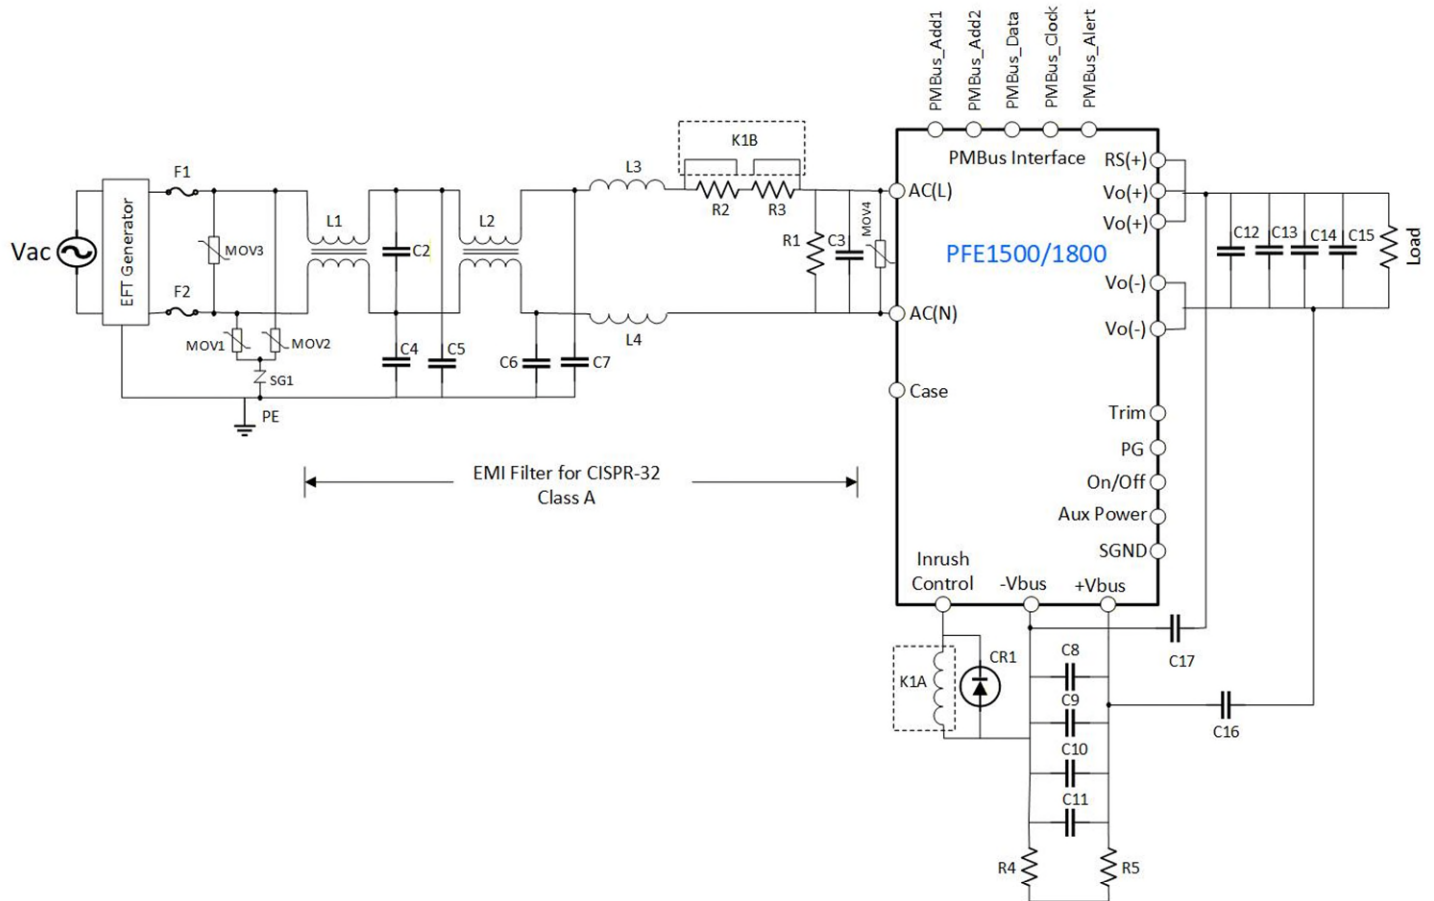 PMBus_Add1
PMBus_Add2
PMBus_Data
PMBus_Clock
PMBus_Alert
K1B
PMBus Interface
RS(+)
F1
L3
AC(L)
Vo(+)
R2
R3
MOV4
Vo(+)
L1
L2
Vac
EFT Generator
MOV3
C2
R1
C3
PFE1500/1800
C12
C13
C14
C15
Load
F2
Vo(-)
AC(N)
Vo(-)
L4
MOV1
MOV2
C4
C5
C6
C7
SG1
Case
PE
Trim
PG
EMI Filter for CISPR-32
Class A
On/Off
Aux Power
SGND
Inrush
Control
-Vbus
+Vbus
C8
C17
K1A
CR1
C9
C16
C10
C11
R4
R5